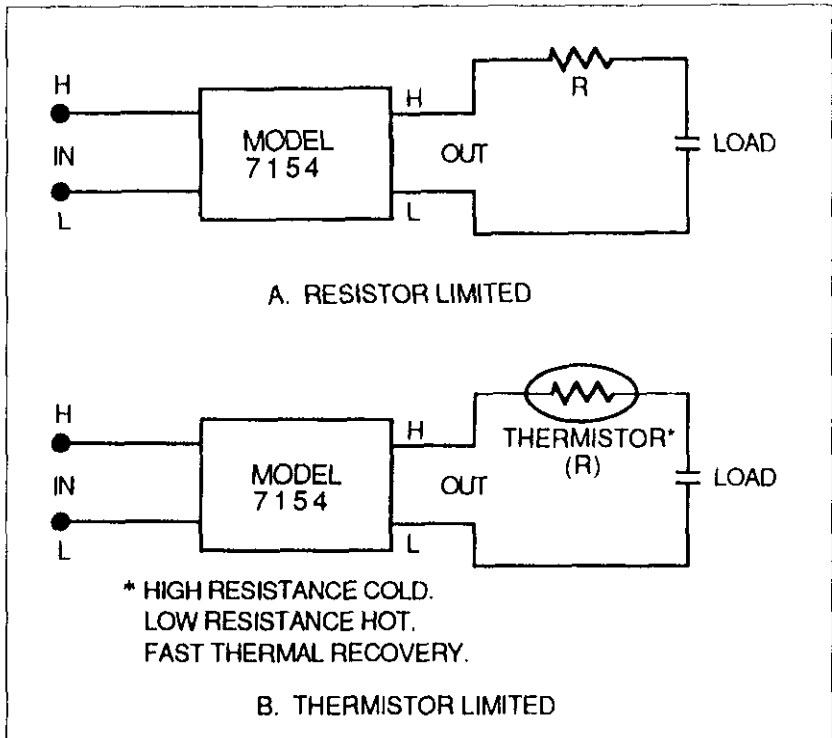 H
IN
L
MODEL
7154
H
OUT
L
R
LOAD
A. RESISTOR LIMITED
H
IN
L
MODEL
7154
H
OUT
L
THERMISTOR*
(R)
LOAD
* HIGH RESISTANCE COLD.
LOW RESISTANCE HOT.
FAST THERMAL RECOVERY.
B. THERMISTOR LIMITED